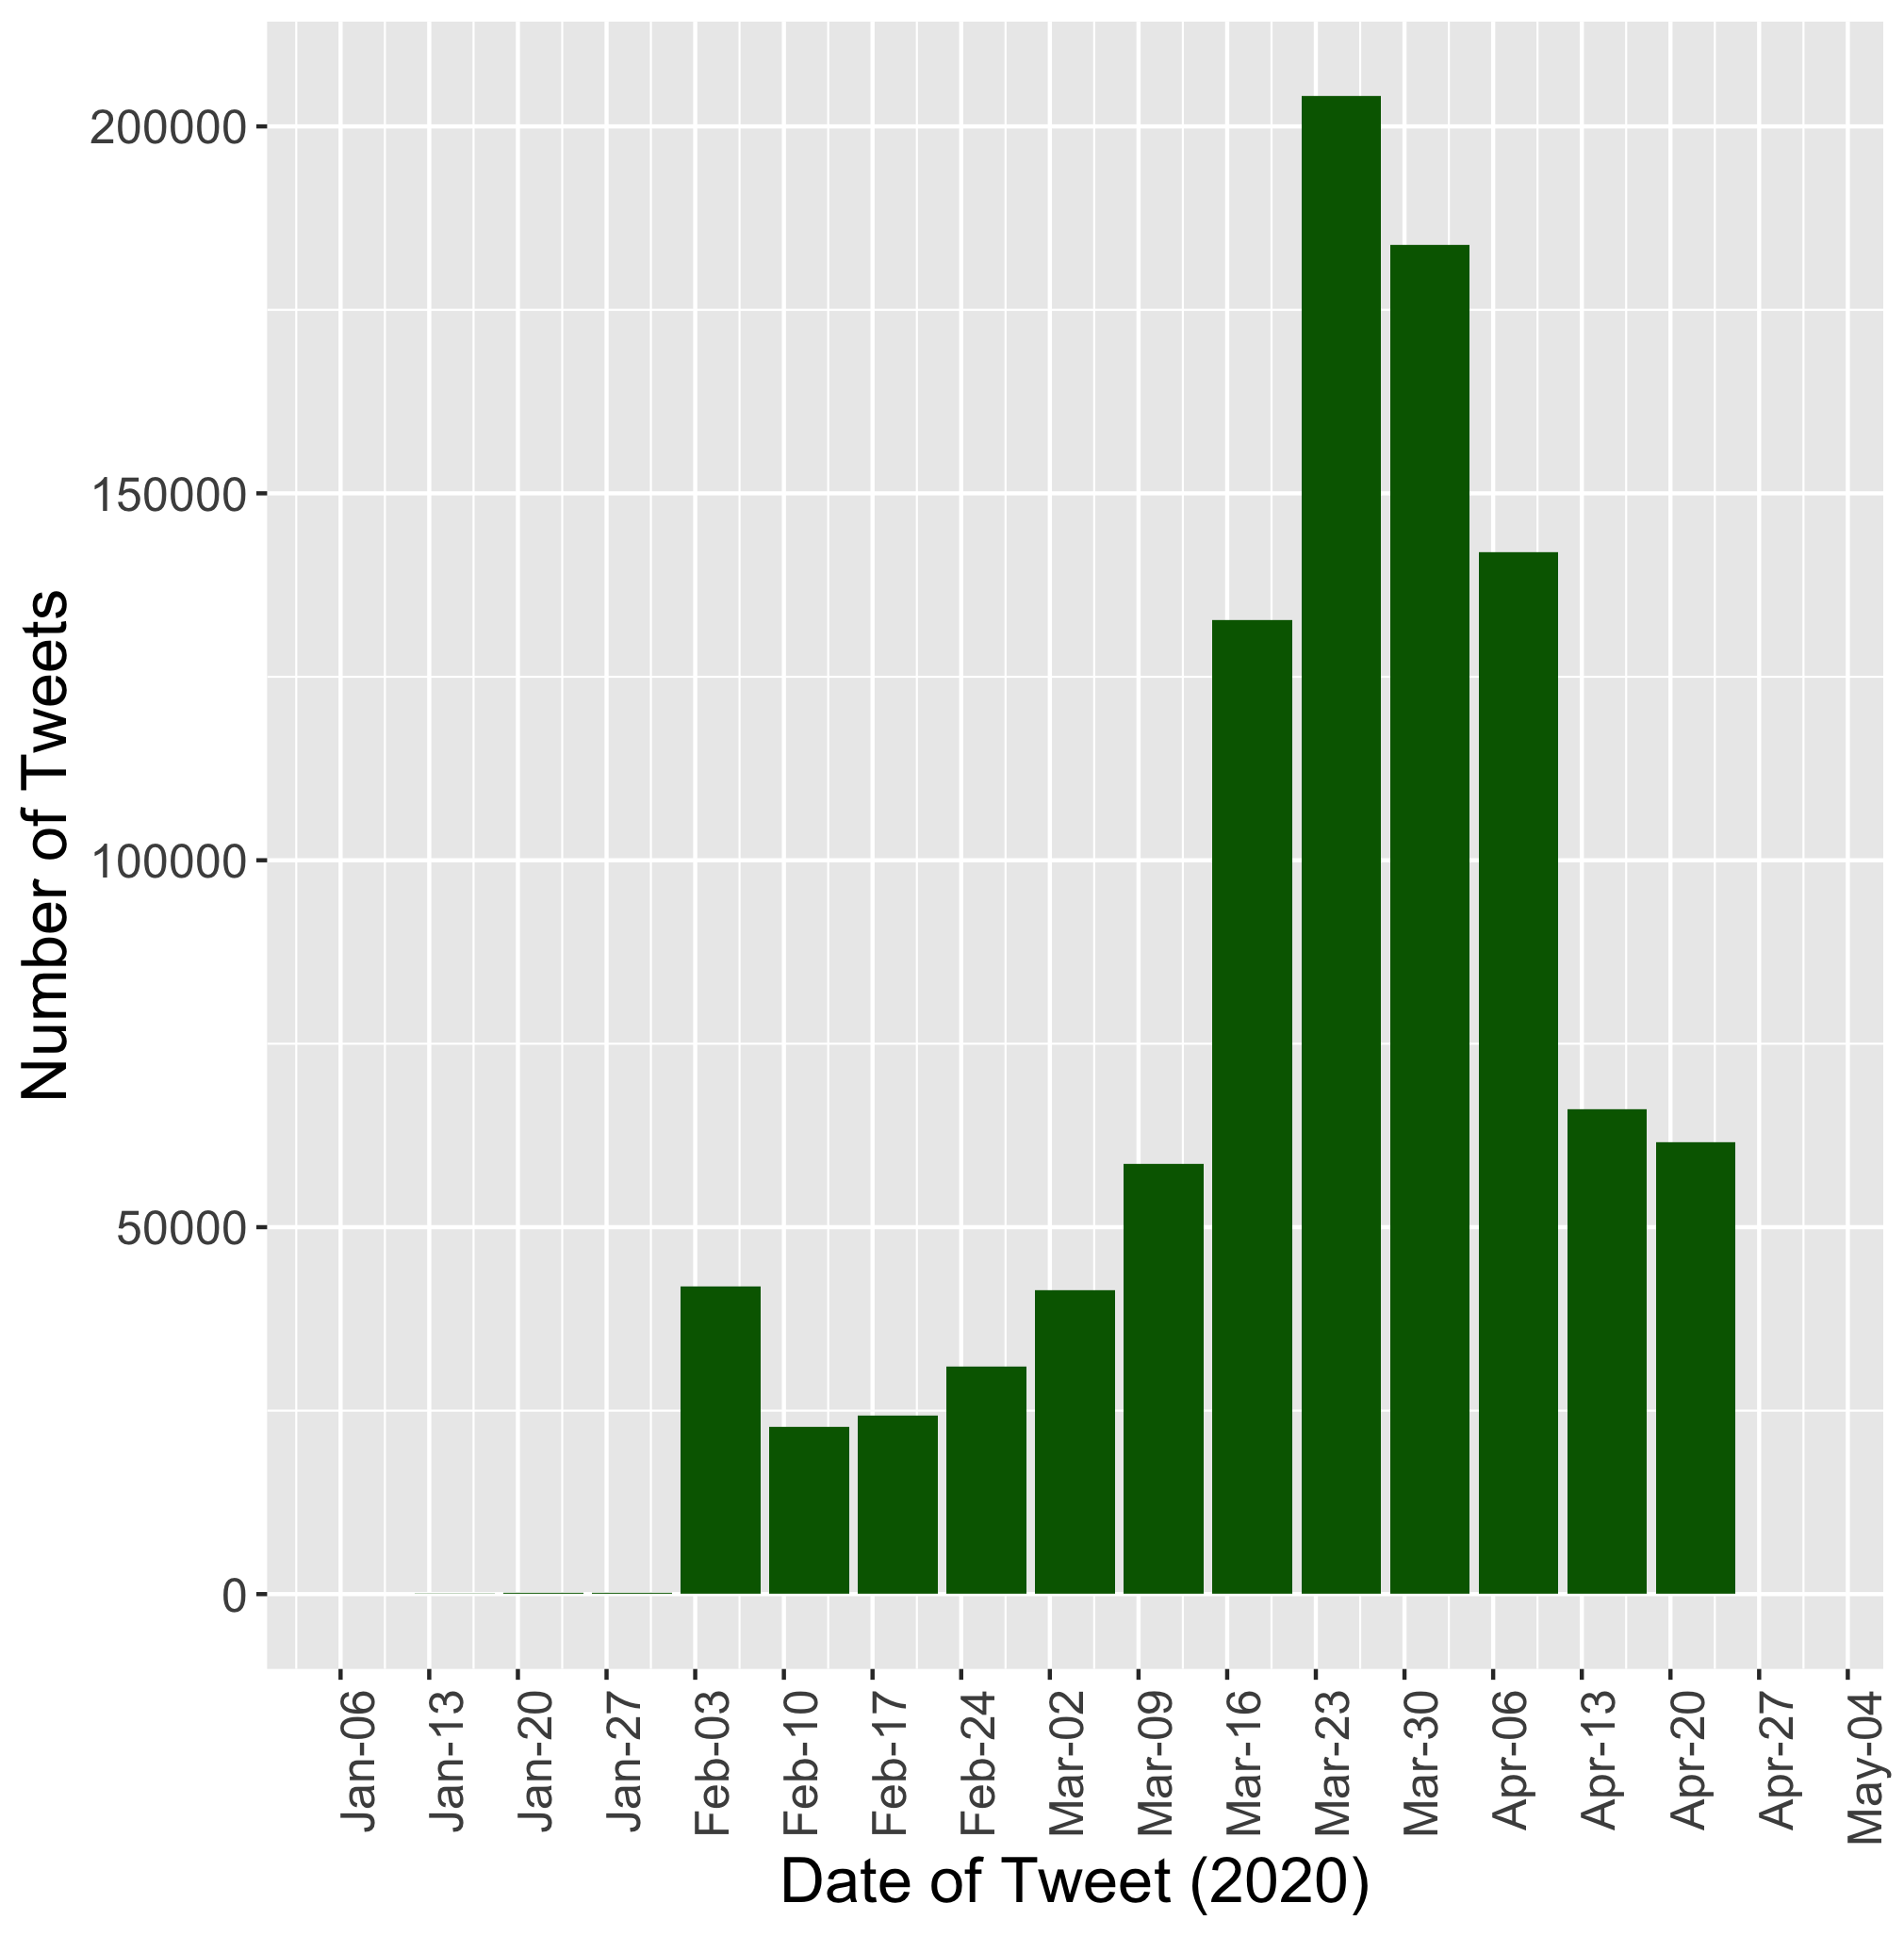 Number of Tweets
200000
150000
100000
50000
0
Jan-06
Jan-13
Jan-20
Jan-27
Feb-03
Feb-10
Feb-17
Feb-24
Mar-02
Mar-09
Mar-16
Mar-23
Mar-30
Apr-06
Apr-13
Apr-20
Apr-27
May-04
Date of Tweet (2020)